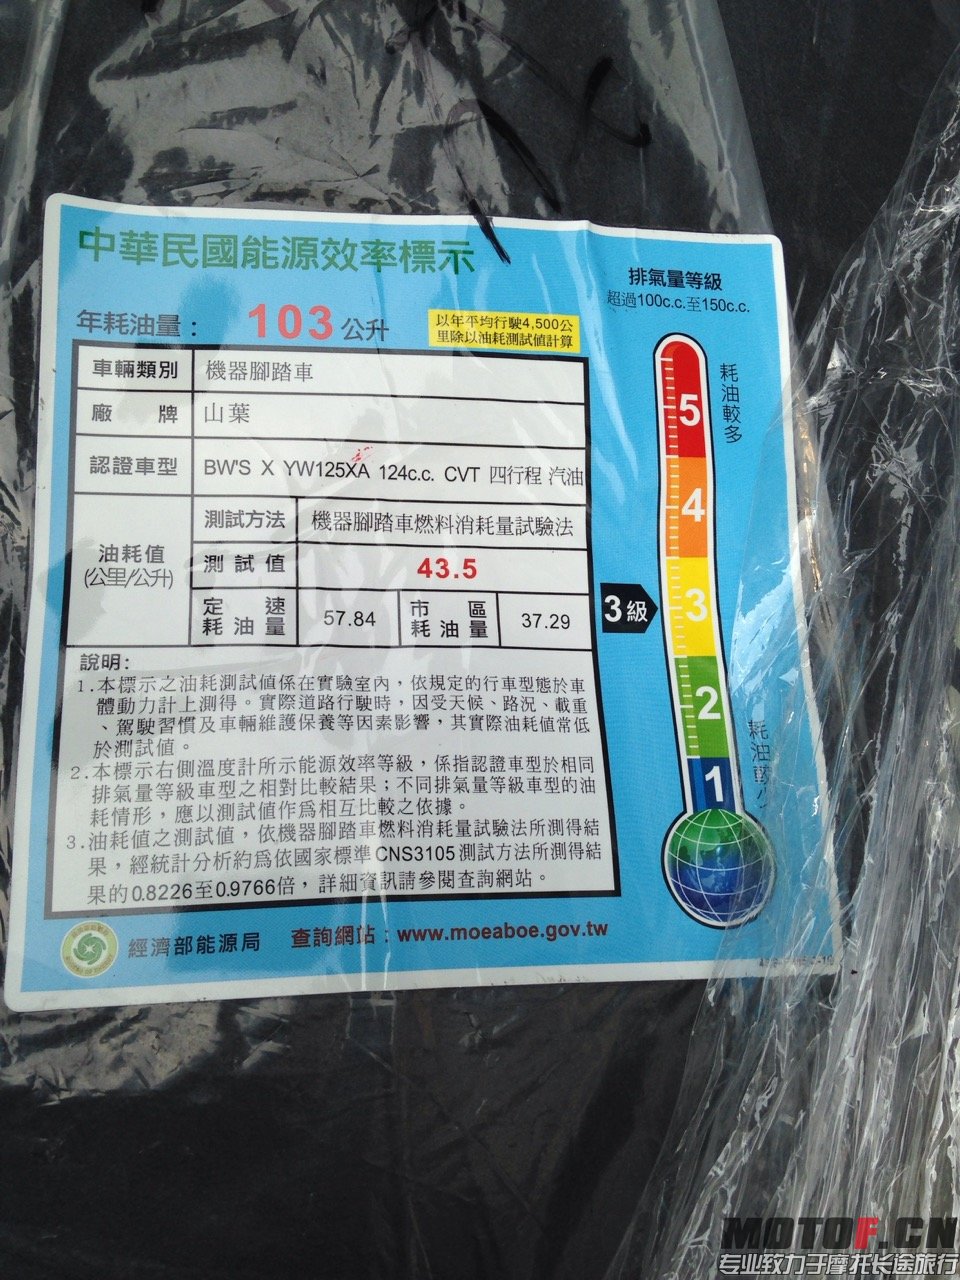 中華民國能源效率標示
年耗油量： 103 公升
以年平均行駛4,500公
里除以油耗測試值計算
車輛類別 機器腳踏車
廠牌 山葉
認證車型 BW'S X YW125XA 124c.c. CVT 四行程 汽油
油耗值
(公里/公升)
測試方法 機器腳踏車燃料消耗量試驗法
測試值 43.5
定速
耗油量
57.84
市區
耗油量
37.29
說明：
1.本標示之油耗測試值係在實驗室內，依規定的行車型態於車
體動力計上測得。實際道路行駛時，因受天候、路況、載重
、駕駛習慣及車輛維護保養等因素影響，其實際油耗值常低
於測試值。
2.本標示右側溫度計所示能源效率等級，係指認證車型於相同
排氣量等級車型之相對比較結果；不同排氣量等級車型的油
耗情形，應以測試值作爲相互比較之依據。
3.油耗值之測試值，依機器腳踏車燃料消耗量試驗法所測得結
果，經統計分析約爲依國家標準CNS3105測試方法所測得結
果的0.8226至0.9766倍，詳細資訊請參閱查詢網站。
經濟部能源局 查詢網站：www.moeaboe.gov.tw
排氣量等級
超過100c.c.至150c.c.
耗油較多
5
4
3級
3
2
1
耗油較少
MOTOF.CN
专业致力于摩托长途旅行